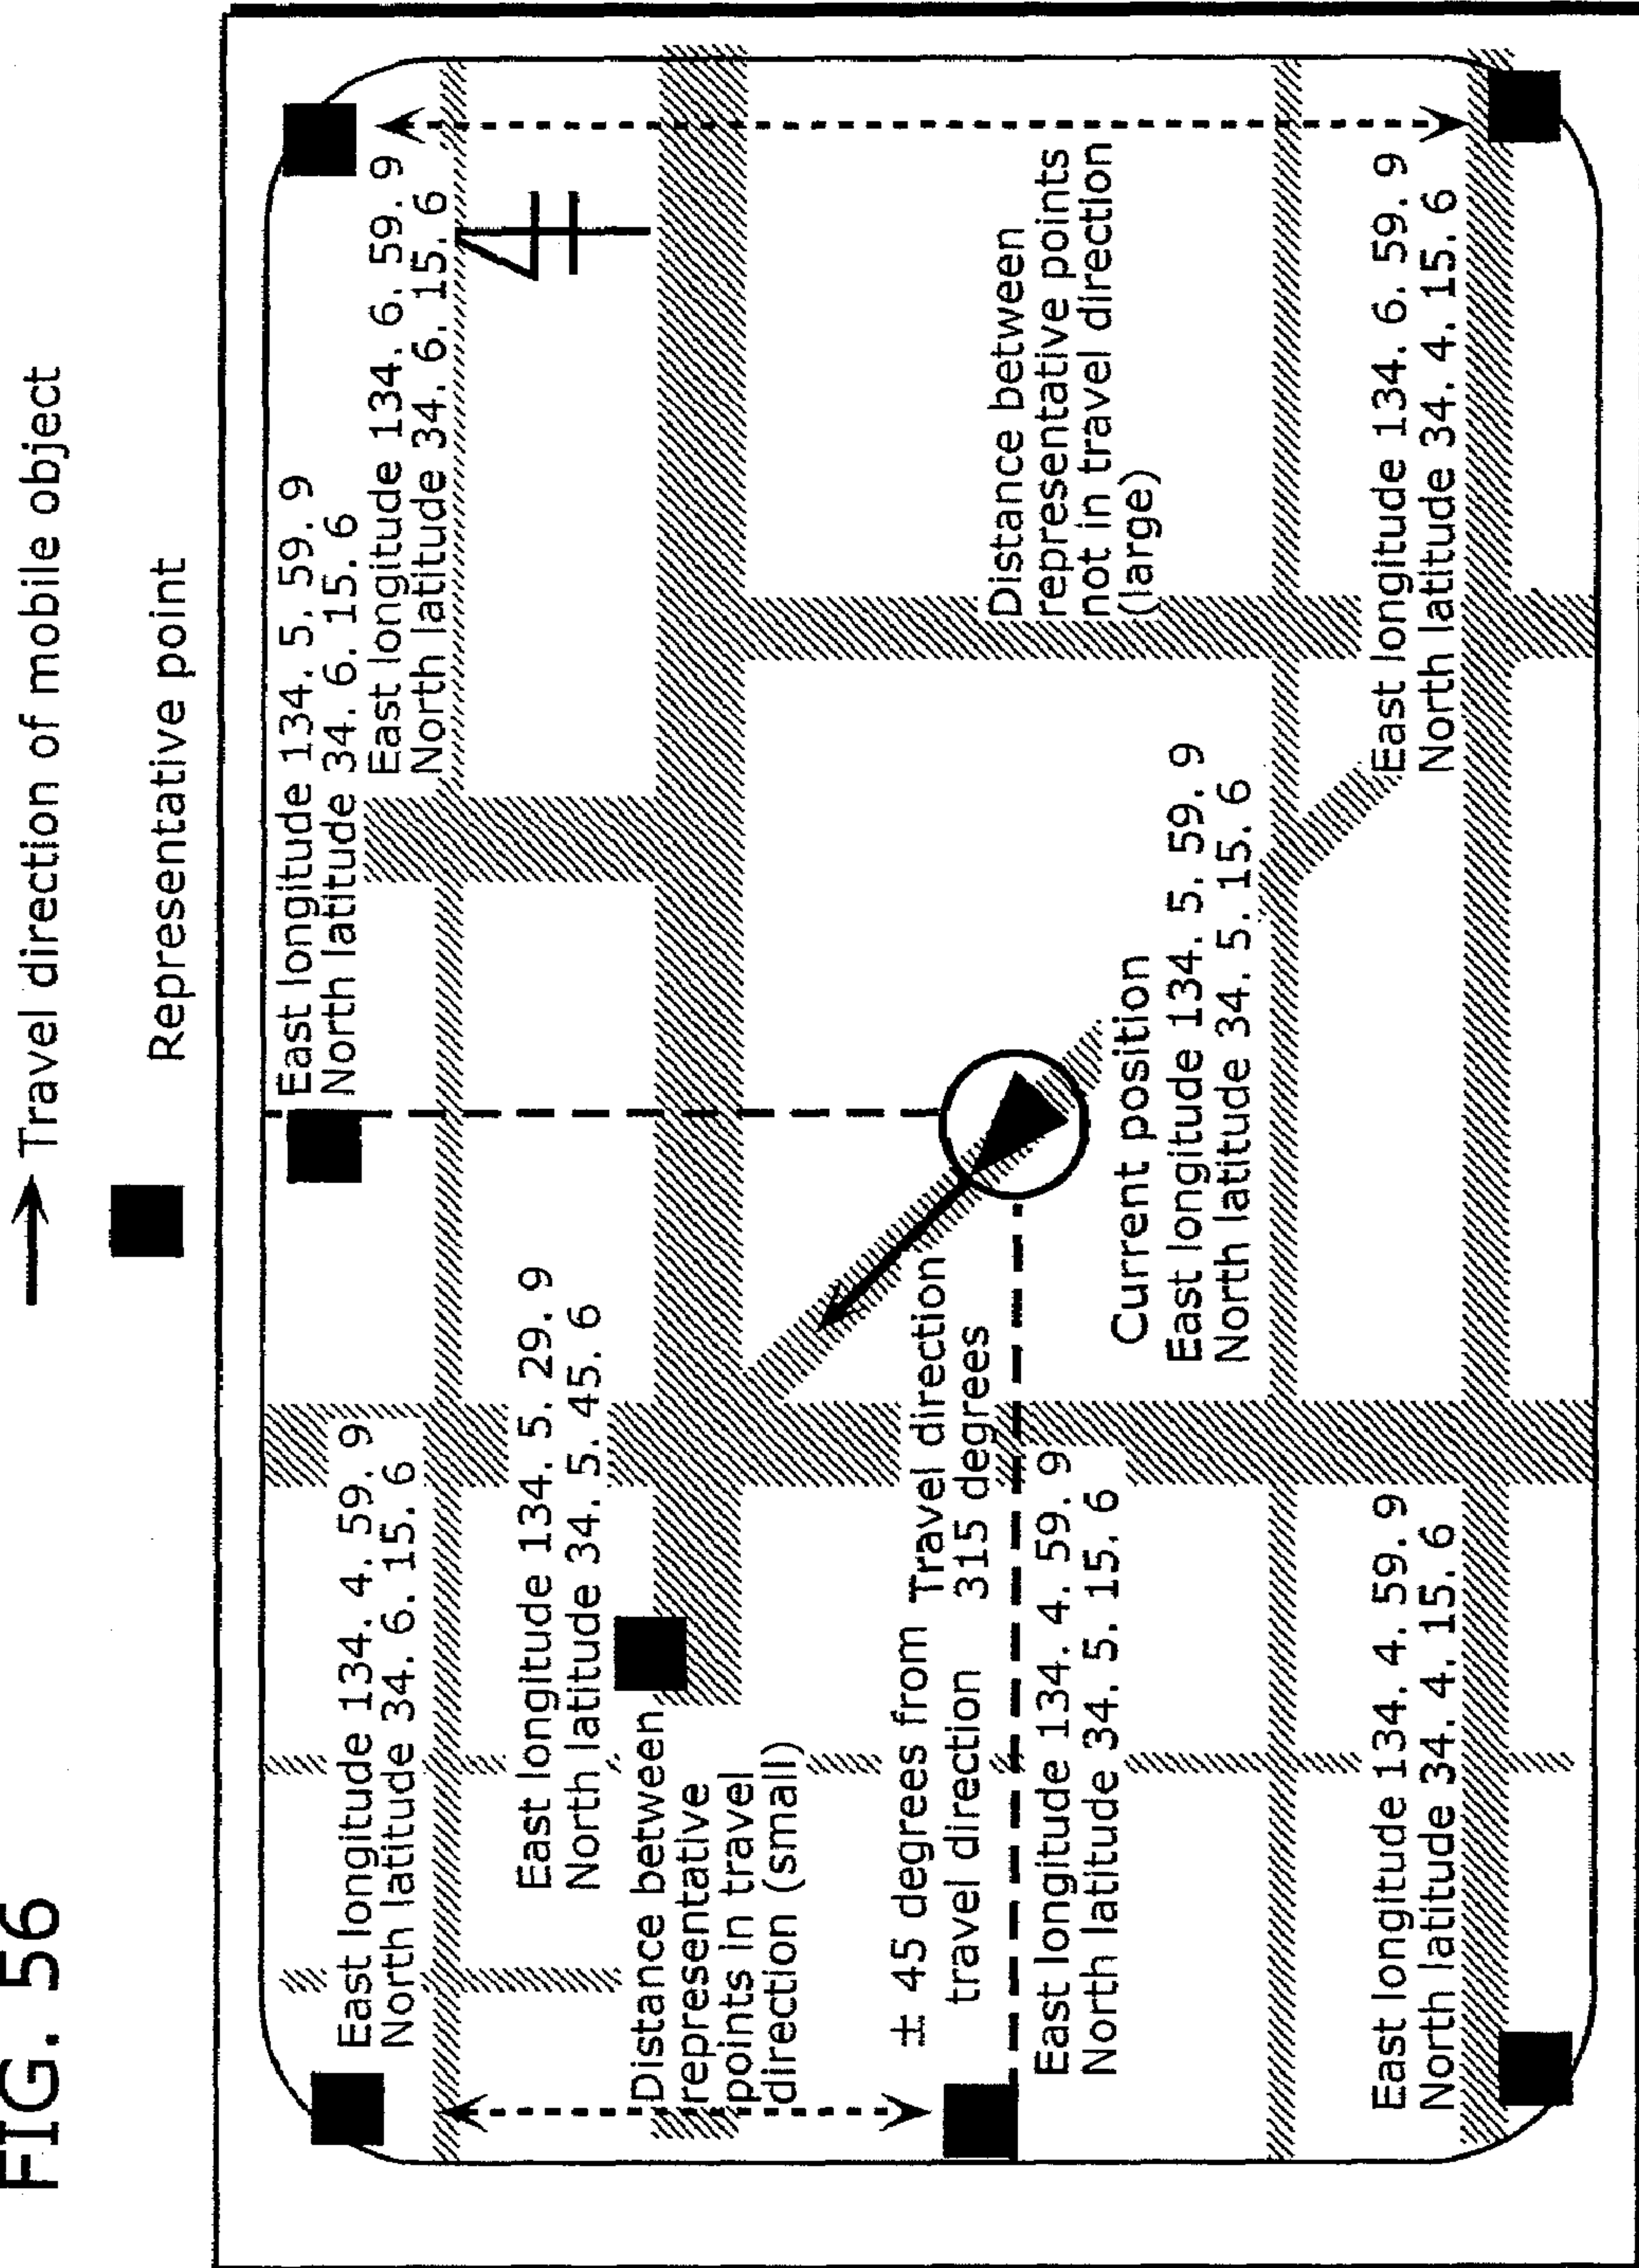 FIG. 56
Travel direction of mobile object
Representative point
East longitude 134. 4. 59. 9
North latitude 34. 6. 15. 6
East longitude 134. 5. 59. 9
North latitude 34. 6. 15. 6
East longitude 134. 6. 59. 9
North latitude 34. 6. 15. 6
4
East longitude 134. 5. 29. 9
North latitude 34. 5. 45. 6
Distance between
representative
points in travel
direction (small)
± 45 degrees from
travel direction
Travel direction
315 degrees
East longitude 134. 4. 59. 9
North latitude 34. 5. 15. 6
Current position
East longitude 134. 5. 59. 9
North latitude 34. 5. 15. 6
Distance between
representative points
not in travel direction
(large)
East longitude 134. 4. 59. 9
North latitude 34. 4. 15. 6
East longitude 134. 6. 59. 9
North latitude 34. 4. 15. 6